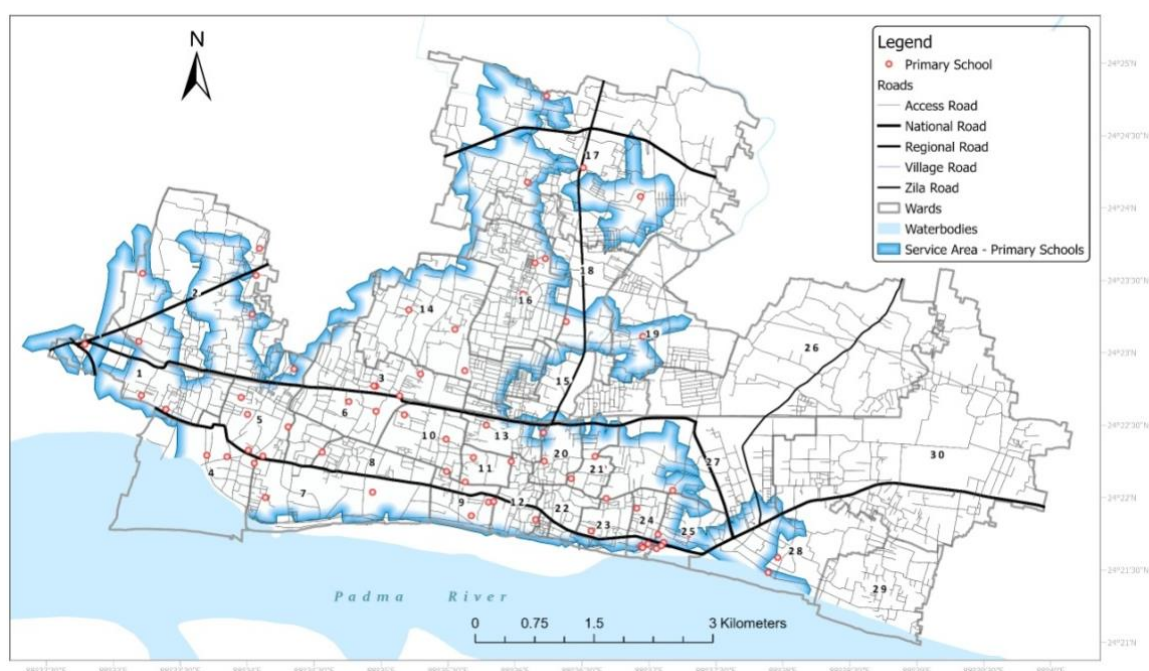 N
Legend
Primary School
Roads
Access Road
National Road
Regional Road
Village Road
Zila Road
Wards
Waterbodies
Service Area - Primary Schools
24°25'N
24°24'30"N
24°24'N
24°23'30"N
24°23'N
24°22'30"N
24°22'N
24°21'30"N
24°21'N
17
18
2
16
14
19
26
1
3
15
5
6
10
13
20
21
27
30
4
8
11
7
9
12
22
23
24
25
28
29
Padma River
0 0.75 1.5 3 Kilometers